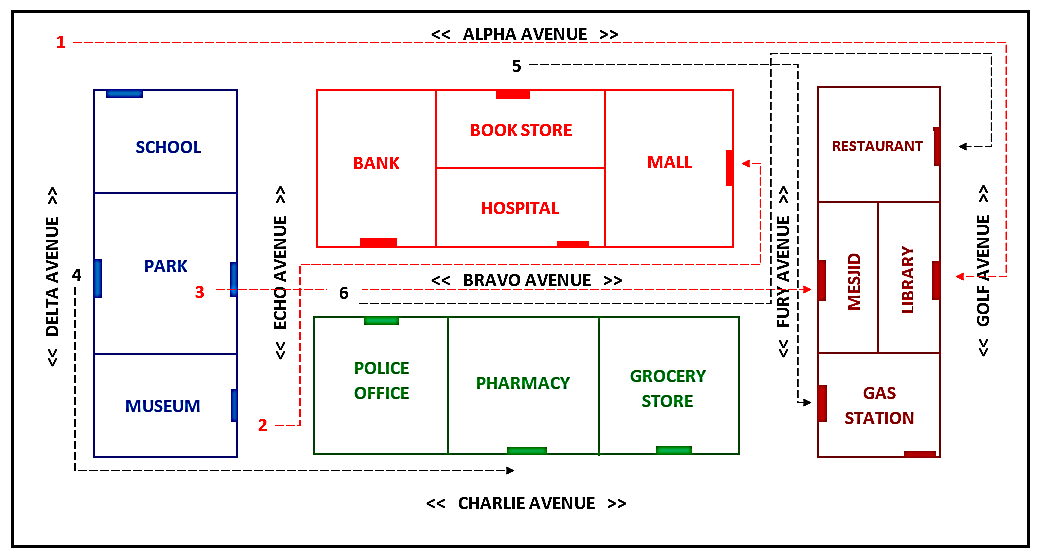 1
<< ALPHA AVENUE >>
5
SCHOOL
BANK
BOOK STORE
HOSPITAL
MALL
RESTAURANT
<< DELTA AVENUE >>
4
PARK
3
<< ECHO AVENUE >>
<< BRAVO AVENUE >>
6
<< FURY AVENUE >>
MESJID
LIBRARY
<< GOLF AVENUE >>
MUSEUM
2
POLICE
OFFICE
PHARMACY
GROCERY
STORE
GAS
STATION
<< CHARLIE AVENUE >>